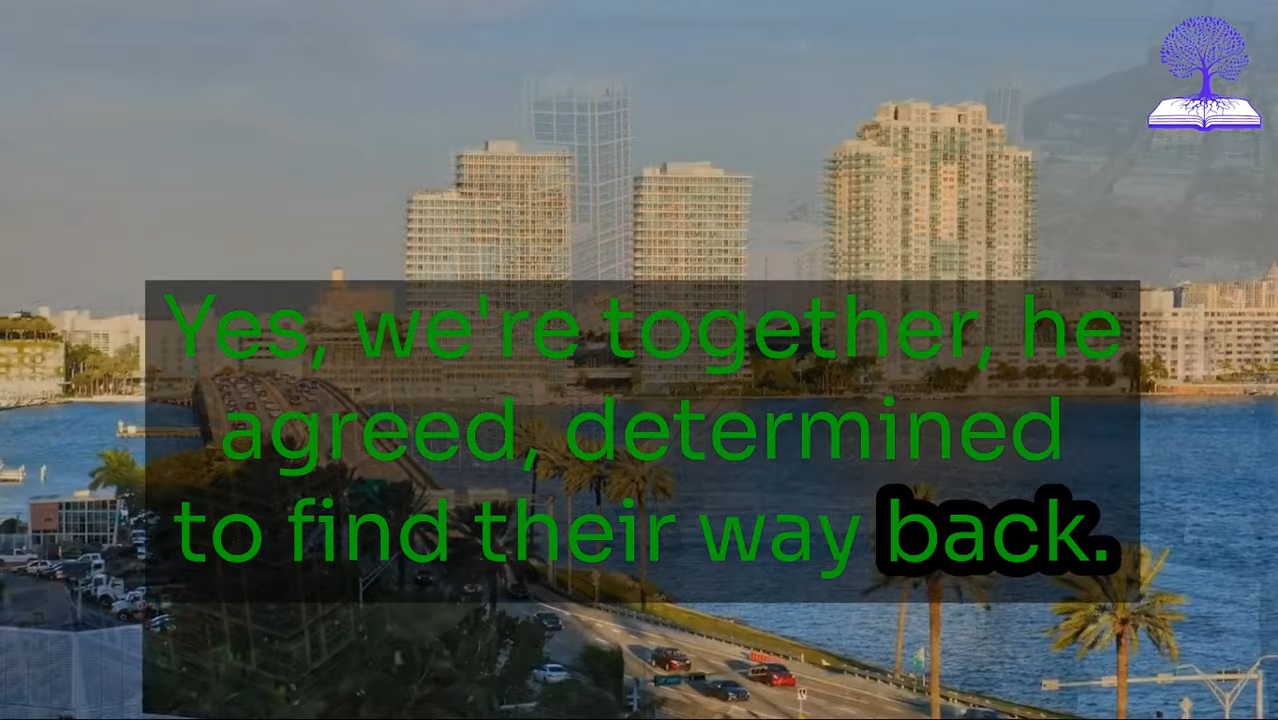 Yes, we're together, he
agreed, determined
to find their way back.